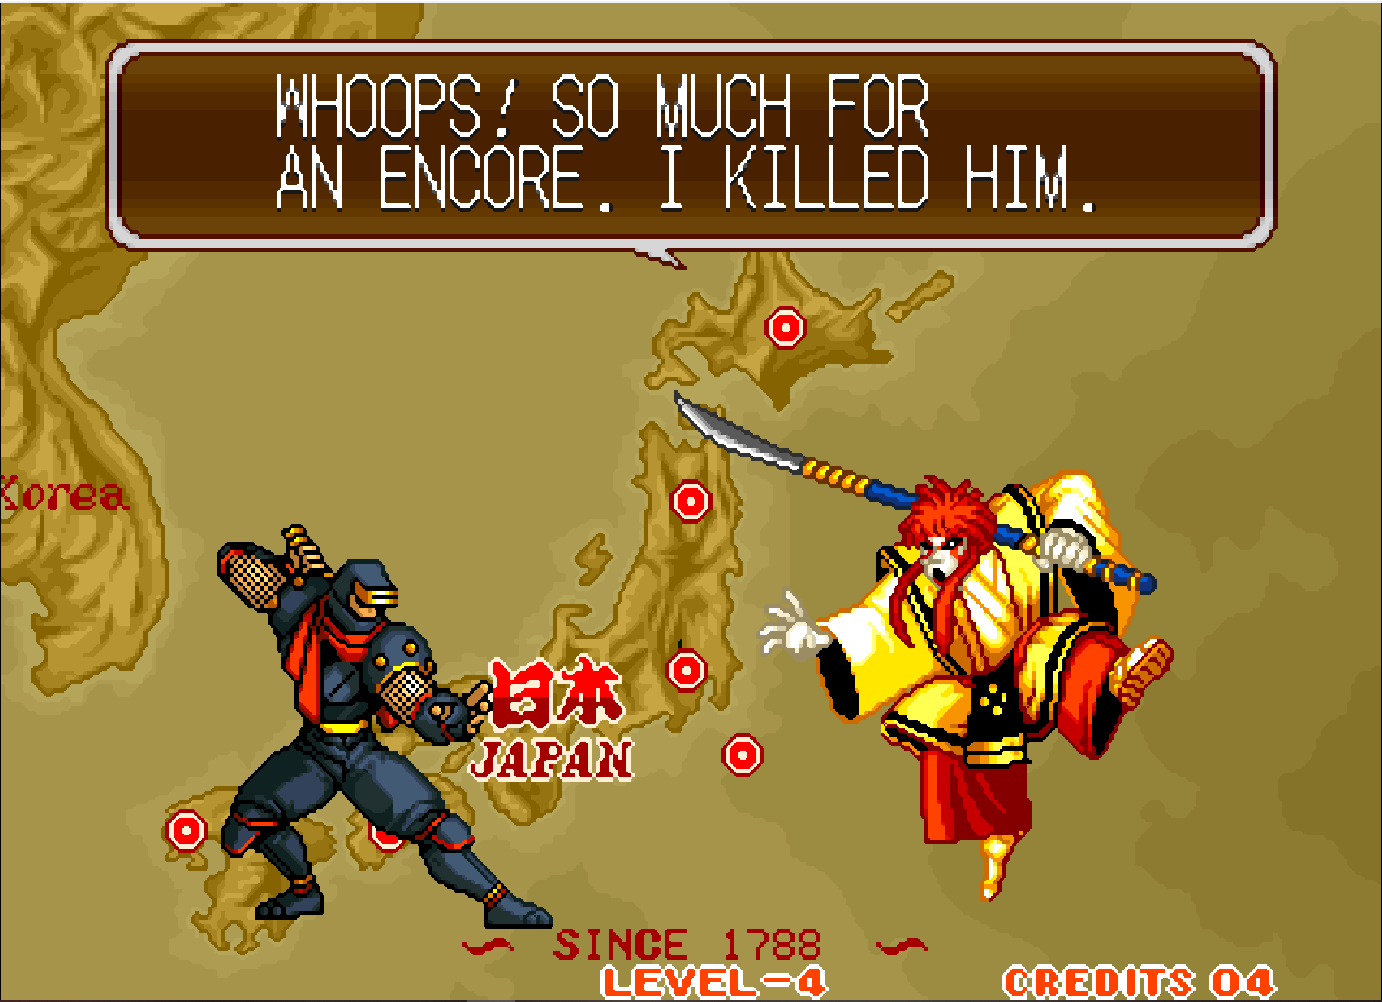 WHOOPS! SO MUCH FOR
AN ENCORE. I KILLED HIM.
Korea
日本
JAPAN
SINCE 1788
LEVEL-4
CREDITS 04